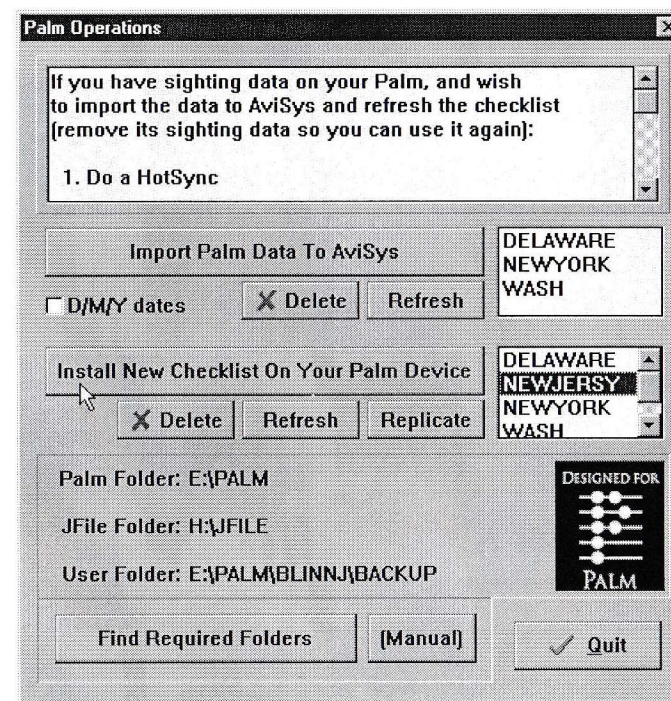 Palm Operations
If you have sighting data on your Palm, and wish
to import the data to AviSys and refresh the checklist
(remove its sighting data so you can use it again):
1. Do a HotSync
Import Palm Data To AviSys
D/M/Y dates
Delete
Refresh
DELAWARE
NEWYORK
WASH
Install New Checklist On Your Palm Device
Delete
Refresh
Replicate
DELAWARE
NEWJERSY
NEWYORK
WASH
Palm Folder: E:\PALM
JFile Folder: H:\JFILE
User Folder: E:\PALM\BLINNJ\BACKUP
DESIGNED FOR
PALM
Find Required Folders
(Manual)
Quit